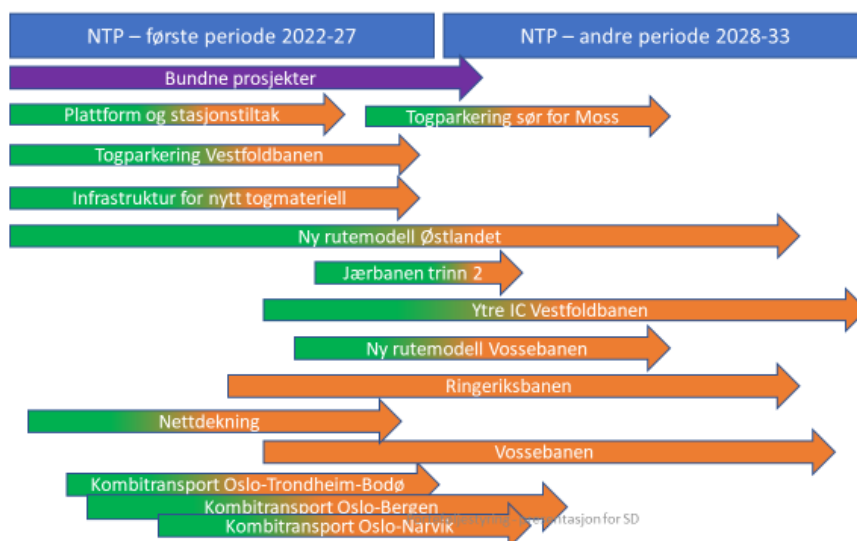 NTP – første periode 2022-27
NTP – andre periode 2028-33
Bundne prosjekter
Plattform og stasjonstiltak
Togparkering sør for Moss
Togparkering Vestfoldbanen
Infrastruktur for nytt togmateriell
Ny rutemodell Østlandet
Jærbanen trinn 2
Ytre IC Vestfoldbanen
Ny rutemodell Vossebanen
Ringeriksbanen
Nettdekning
Vossebanen
Kombitransport Oslo-Trondheim-Bodø
Kombitransport Oslo-Bergen
Kombitransport Oslo-Narvik
for SD